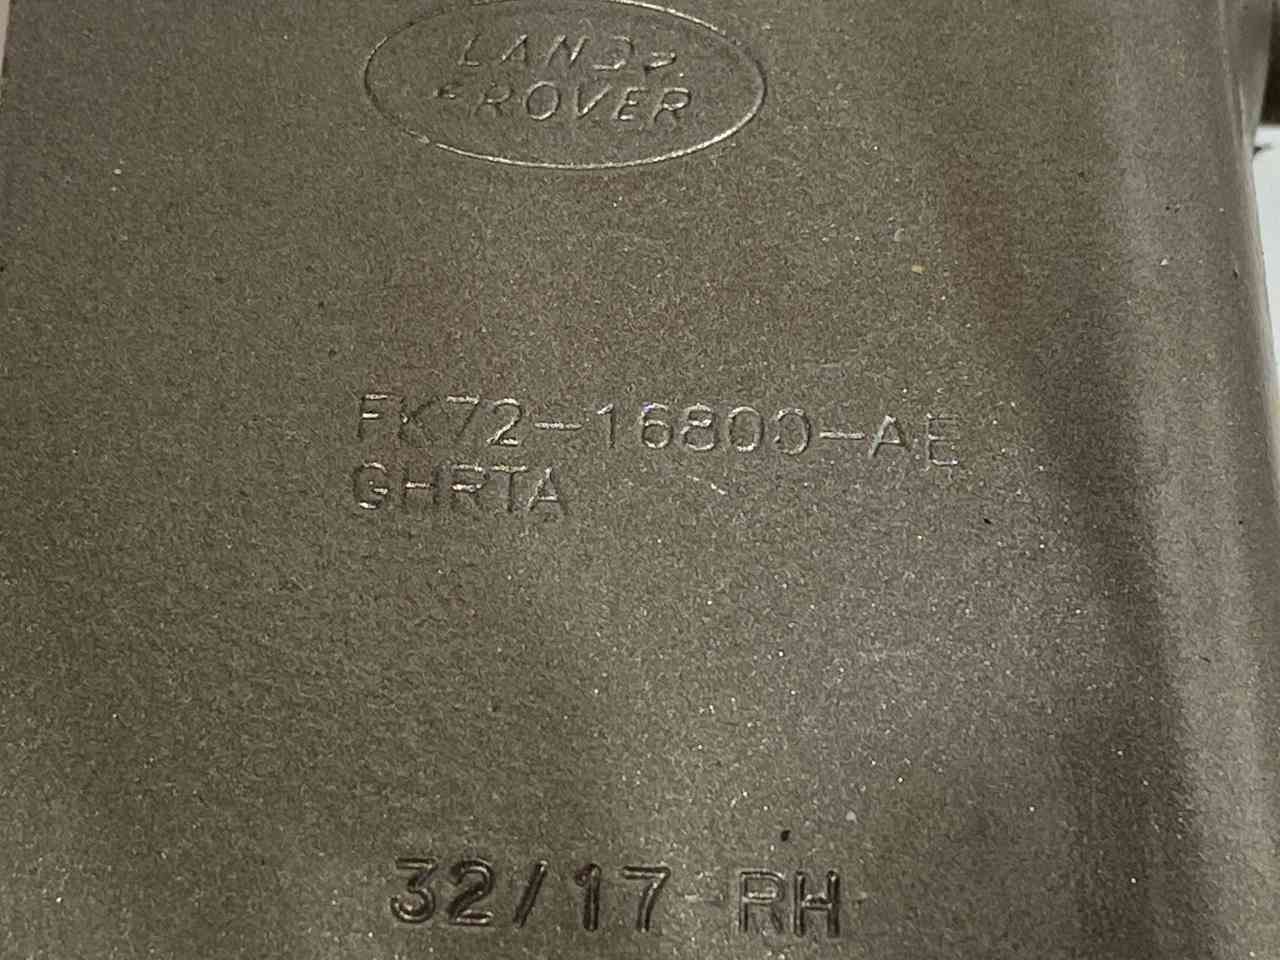 LAND
ROVER
FK72-16800-AE
GHRTA
32/17 RH